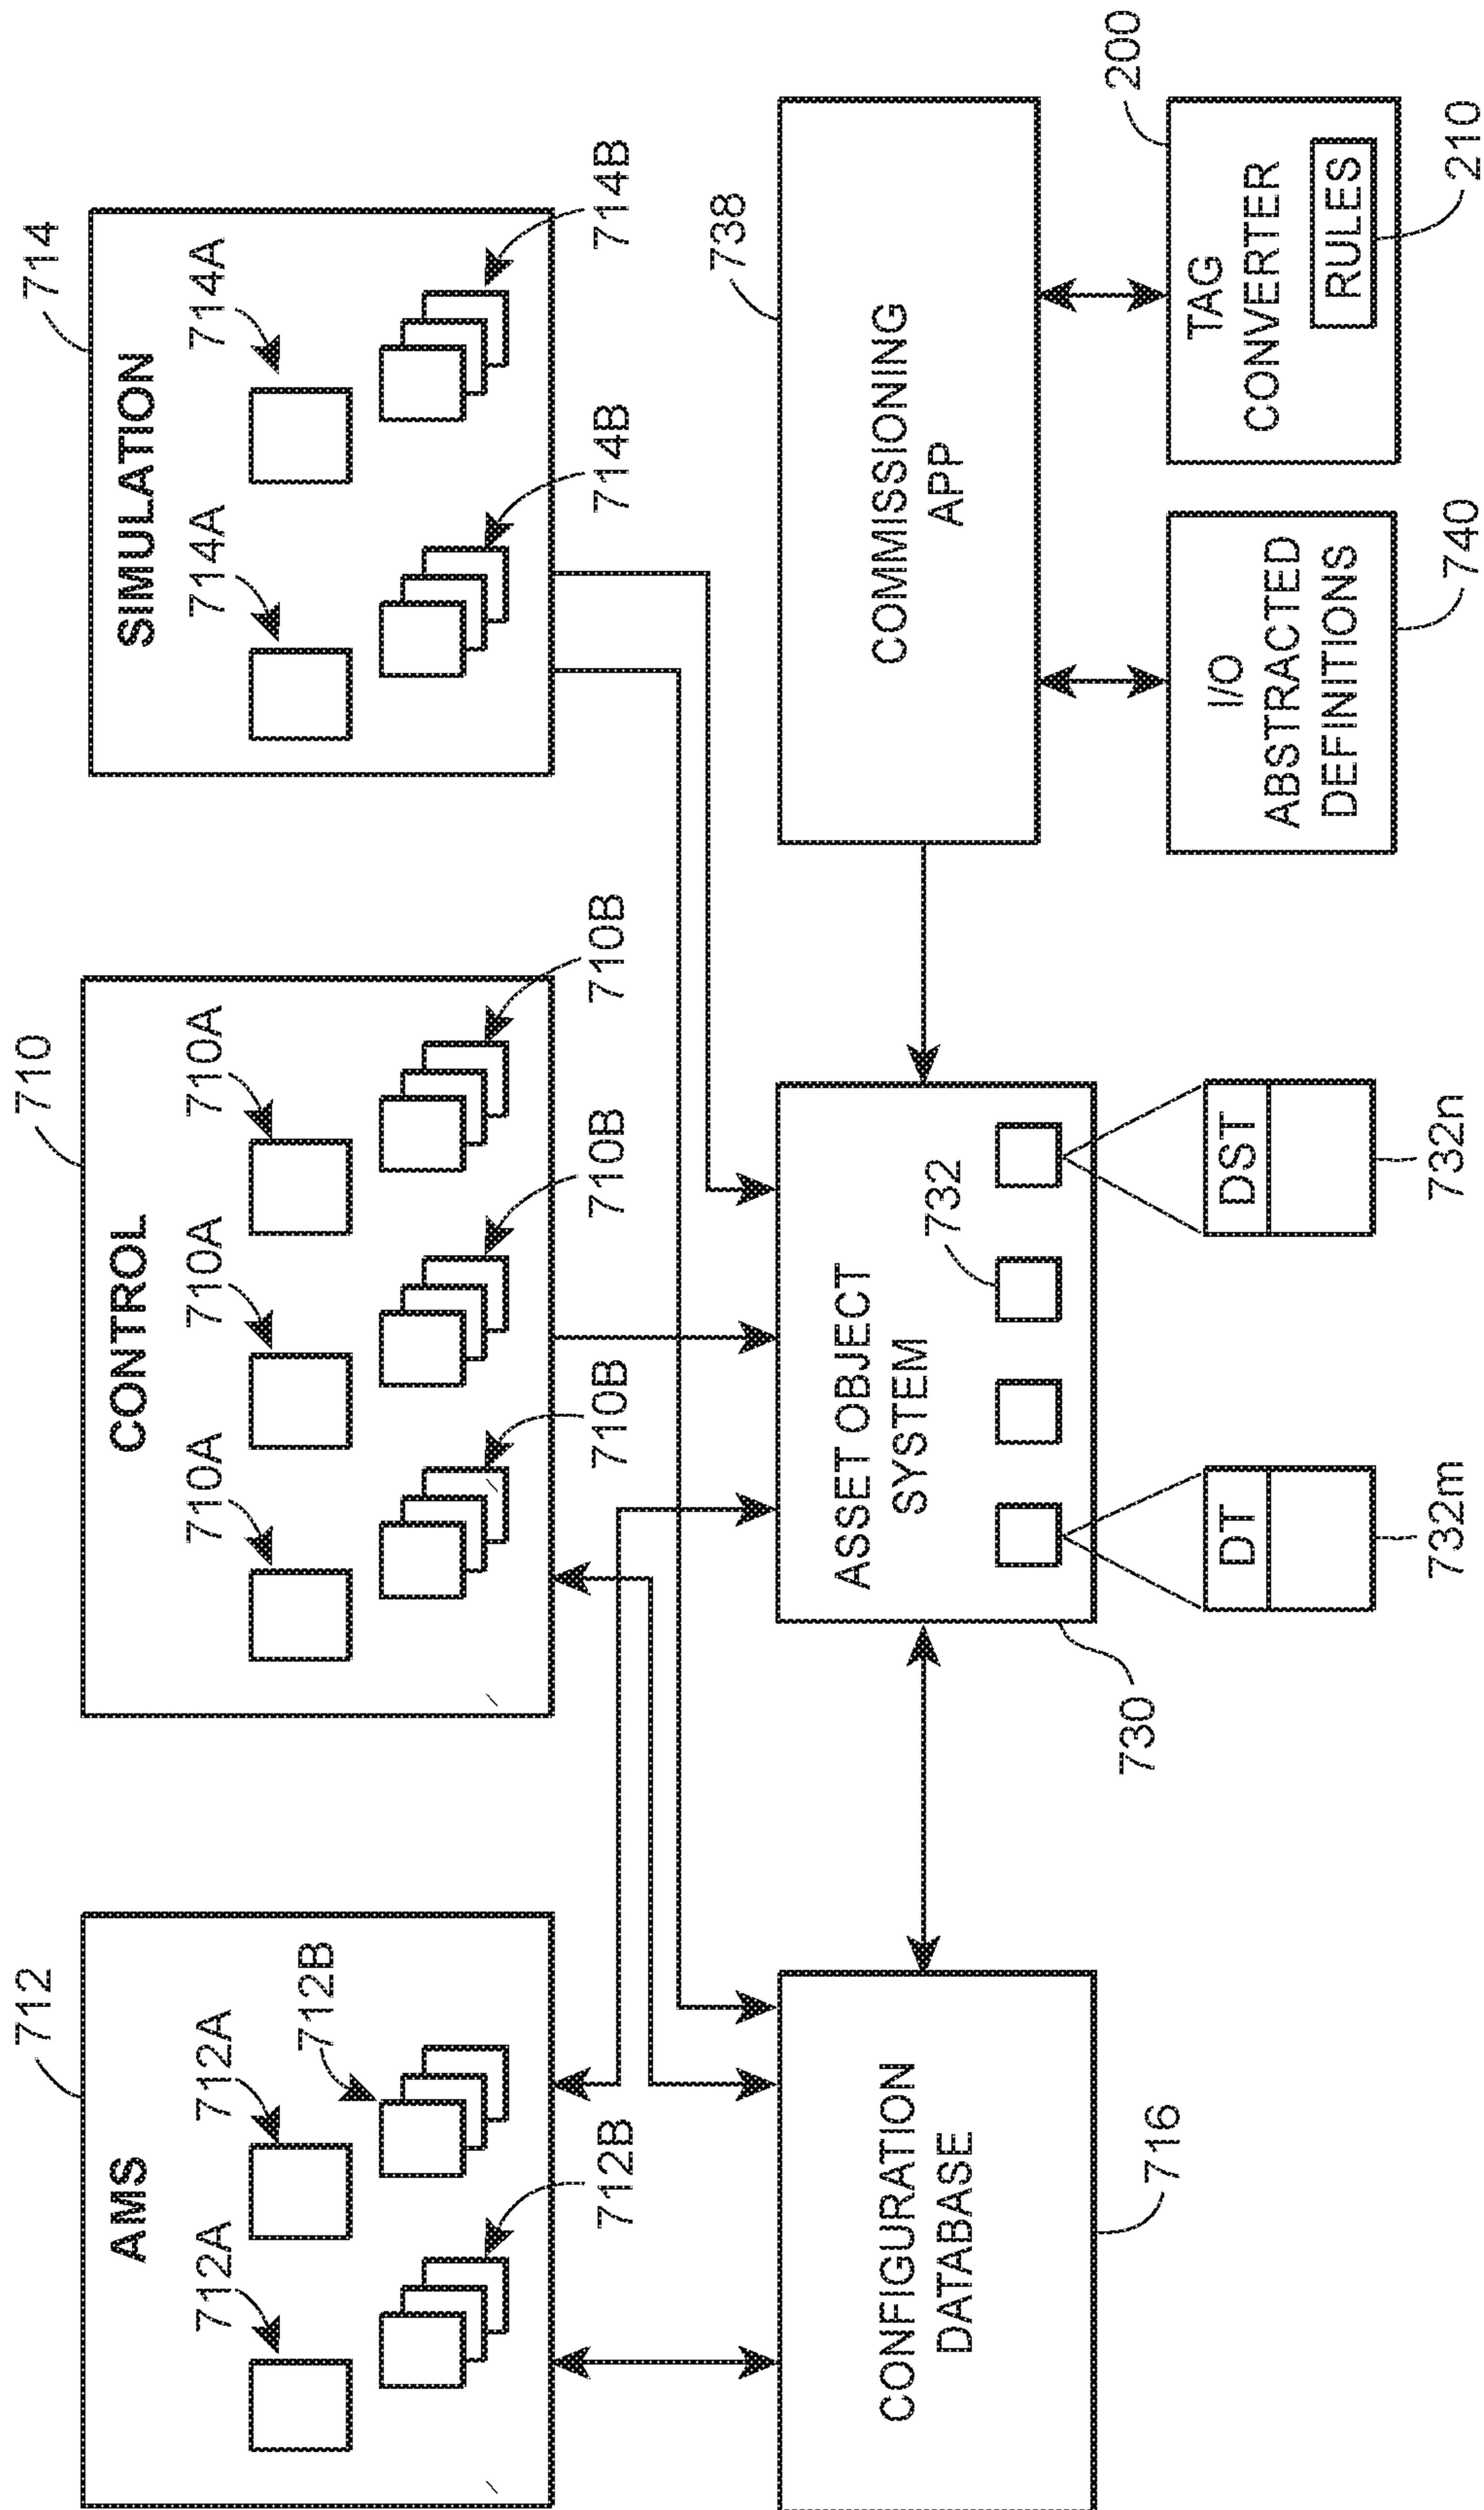 712
AMS
712A
712A
712B
712B
710
CONTROL
710A
710A
710A
710B
710B
710B
714
SIMULATION
714A
714A
714B
714B
CONFIGURATION
DATABASE
716
ASSET OBJECT
SYSTEM
732
730
DT
732m
DST
732n
738
COMMISSIONING
APP
I/O
ABSTRACTED
DEFINITIONS
740
TAG
CONVERTER
RULES
200
210